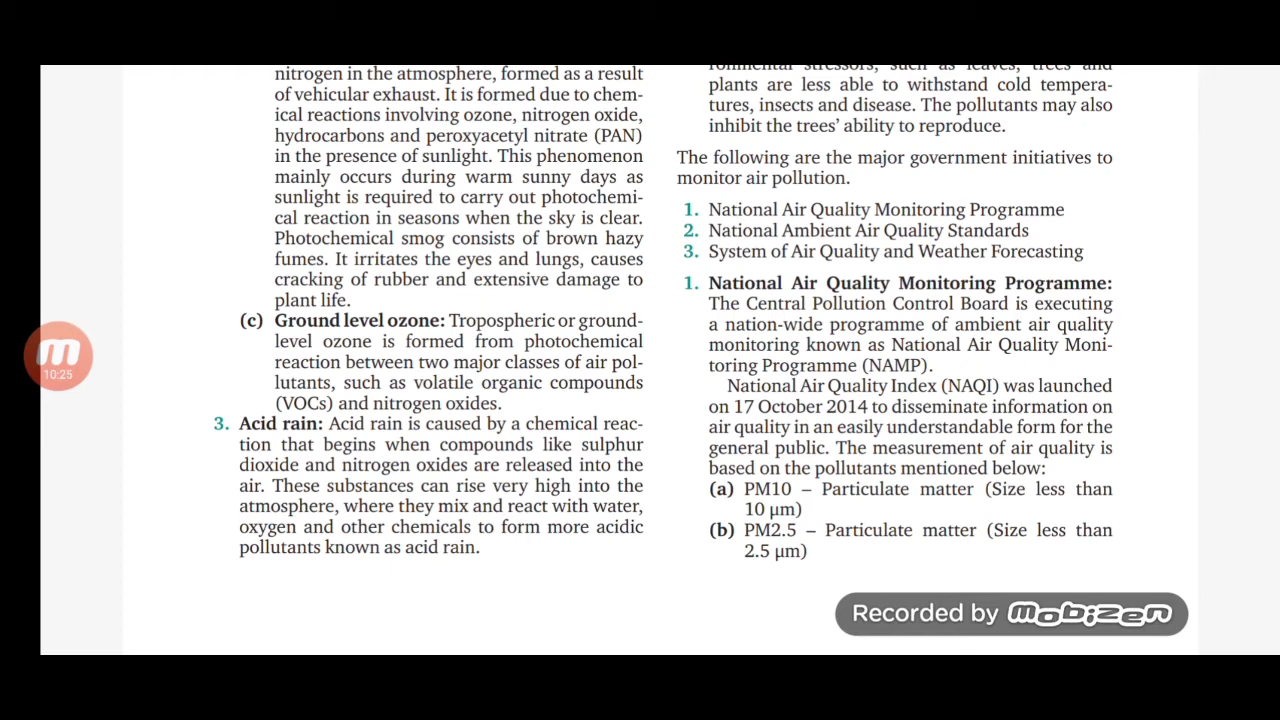 nitrogen in the atmosphere, formed as a result
of vehicular exhaust. It is formed due to chem-
ical reactions involving ozone, nitrogen oxide,
hydrocarbons and peroxyacetyl nitrate (PAN)
in the presence of sunlight. This phenomenon
mainly occurs during warm sunny days as
sunlight is required to carry out photochemi-
cal reaction in seasons when the sky is clear.
Photochemical smog consists of brown hazy
fumes. It irritates the eyes and lungs, causes
cracking of rubber and extensive damage to
plant life.
(c) Ground level ozone: Tropospheric or ground-
level ozone is formed from photochemical
reaction between two major classes of air pol-
lutants, such as volatile organic compounds
(VOCs) and nitrogen oxides.
3. Acid rain: Acid rain is caused by a chemical reac-
tion that begins when compounds like sulphur
dioxide and nitrogen oxides are released into the
air. These substances can rise very high into the
atmosphere, where they mix and react with water,
oxygen and other chemicals to form more acidic
pollutants known as acid rain.
ronmental stressors, such as leaves, trees and
plants are less able to withstand cold tempera-
tures, insects and disease. The pollutants may also
inhibit the trees' ability to reproduce.
The following are the major government initiatives to
monitor air pollution.
1. National Air Quality Monitoring Programme
2. National Ambient Air Quality Standards
3. System of Air Quality and Weather Forecasting
1. National Air Quality Monitoring Programme:
The Central Pollution Control Board is executing
a nation-wide programme of ambient air quality
monitoring known as National Air Quality Moni-
toring Programme (NAMP).
National Air Quality Index (NAQI) was launched
on 17 October 2014 to disseminate information on
air quality in an easily understandable form for the
general public. The measurement of air quality is
based on the pollutants mentioned below:
(a) PM10 – Particulate matter (Size less than
10 μm)
(b) PM2.5 – Particulate matter (Size less than
2.5 μm)
m
10:25
Recorded by mobizen